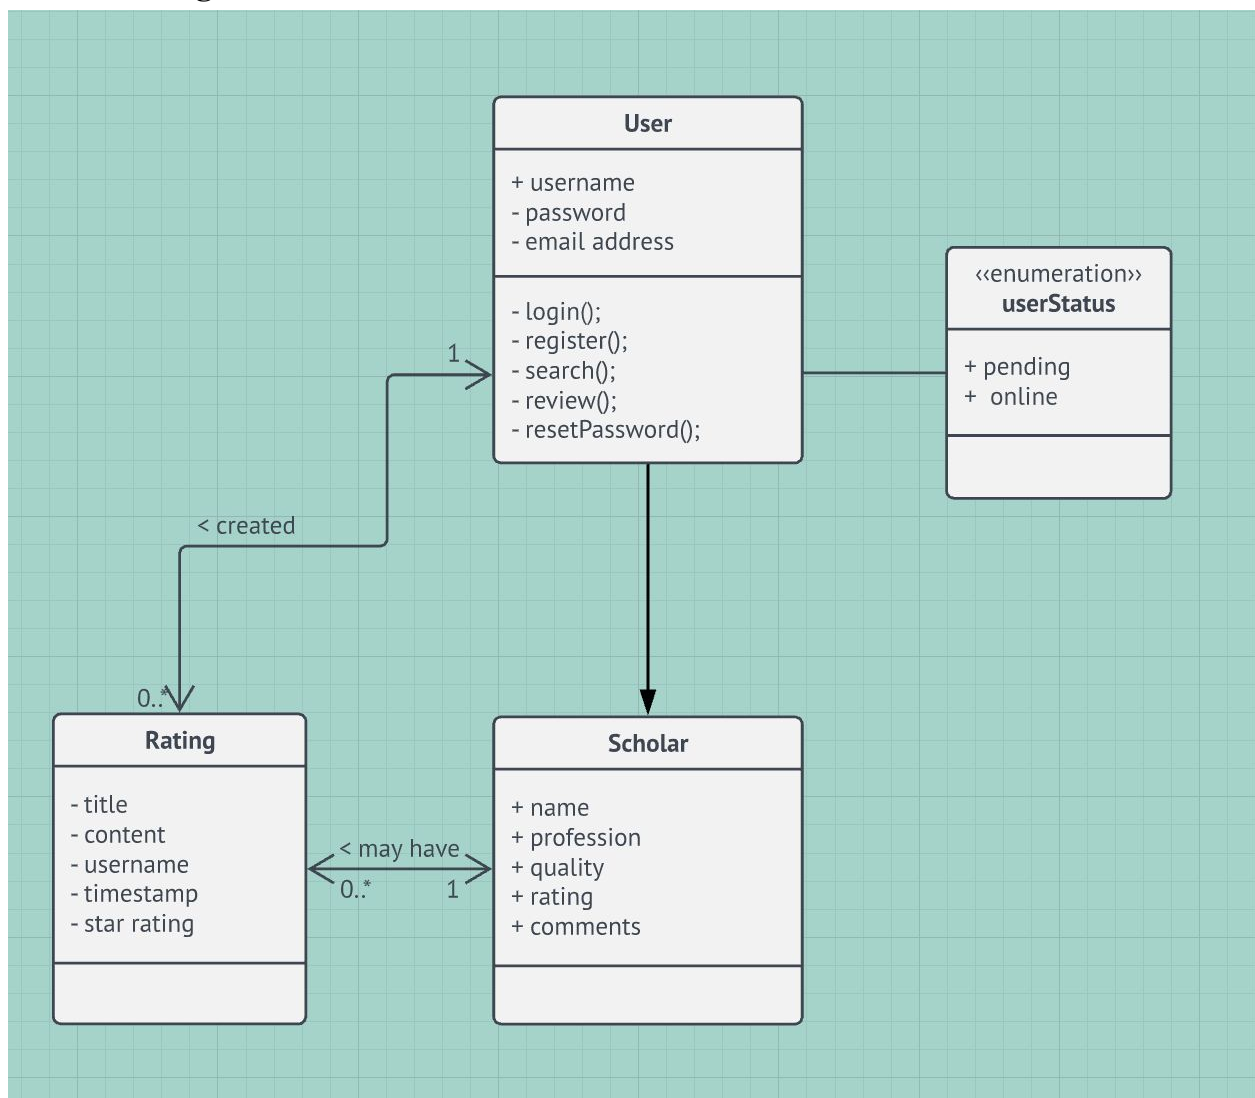 User
+ username
- password
- email address
- login();
- register();
- search();
- review();
- resetPassword();
‹‹enumeration››
userStatus
+ pending
+  online
1
< created
0..*
Rating
- title
- content
- username
- timestamp
- star rating
< may have
0..*
1
Scholar
+ name
+ profession
+ quality
+ rating
+ comments